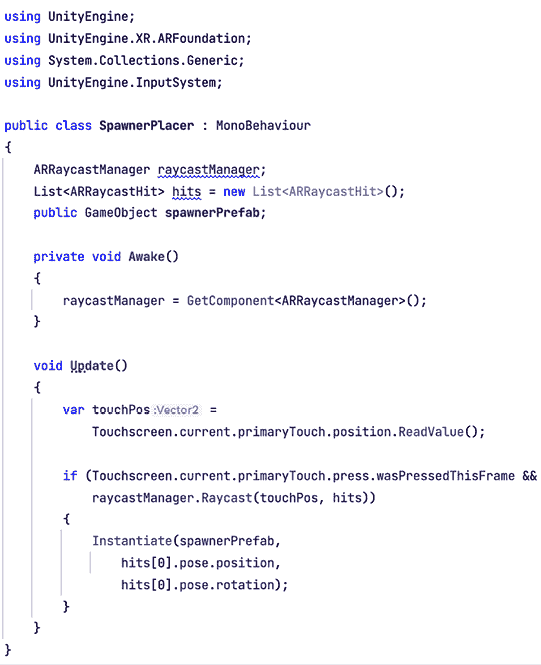 using UnityEngine;
using UnityEngine.XR.ARFoundation;
using System.Collections.Generic;
using UnityEngine.InputSystem;

public class SpawnerPlacer : MonoBehaviour
{
    ARRaycastManager raycastManager;
    List<ARRaycastHit> hits = new List<ARRaycastHit>();
    public GameObject spawnerPrefab;

    private void Awake()
    {
        raycastManager = GetComponent<ARRaycastManager>();
    }

    void Update()
    {
        var touchPos :Vector2 =
            Touchscreen.current.primaryTouch.position.ReadValue();

        if (Touchscreen.current.primaryTouch.press.wasPressedThisFrame &&
            raycastManager.Raycast(touchPos, hits))
        {
            Instantiate(spawnerPrefab,
                hits[0].pose.position,
                hits[0].pose.rotation);
        }
    }
}